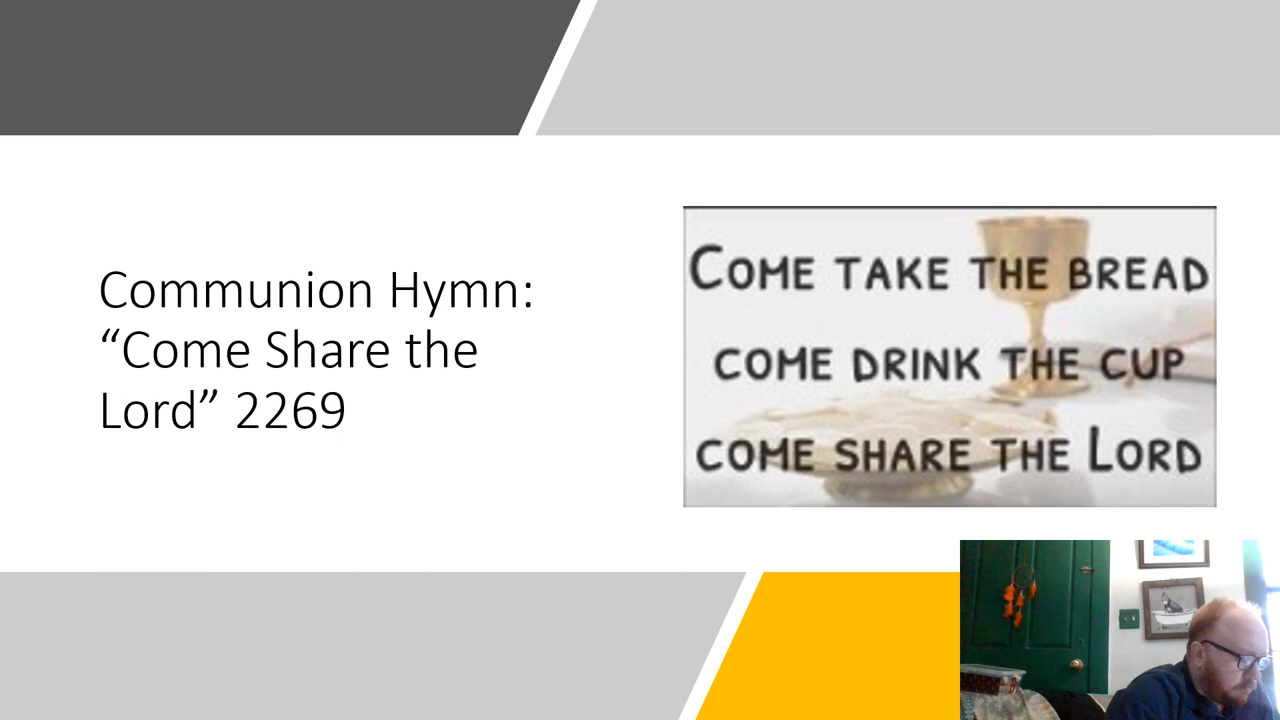 Communion Hymn:
“Come Share the
Lord” 2269
COME TAKE THE BREAD
COME DRINK THE CUP
COME SHARE THE LORD